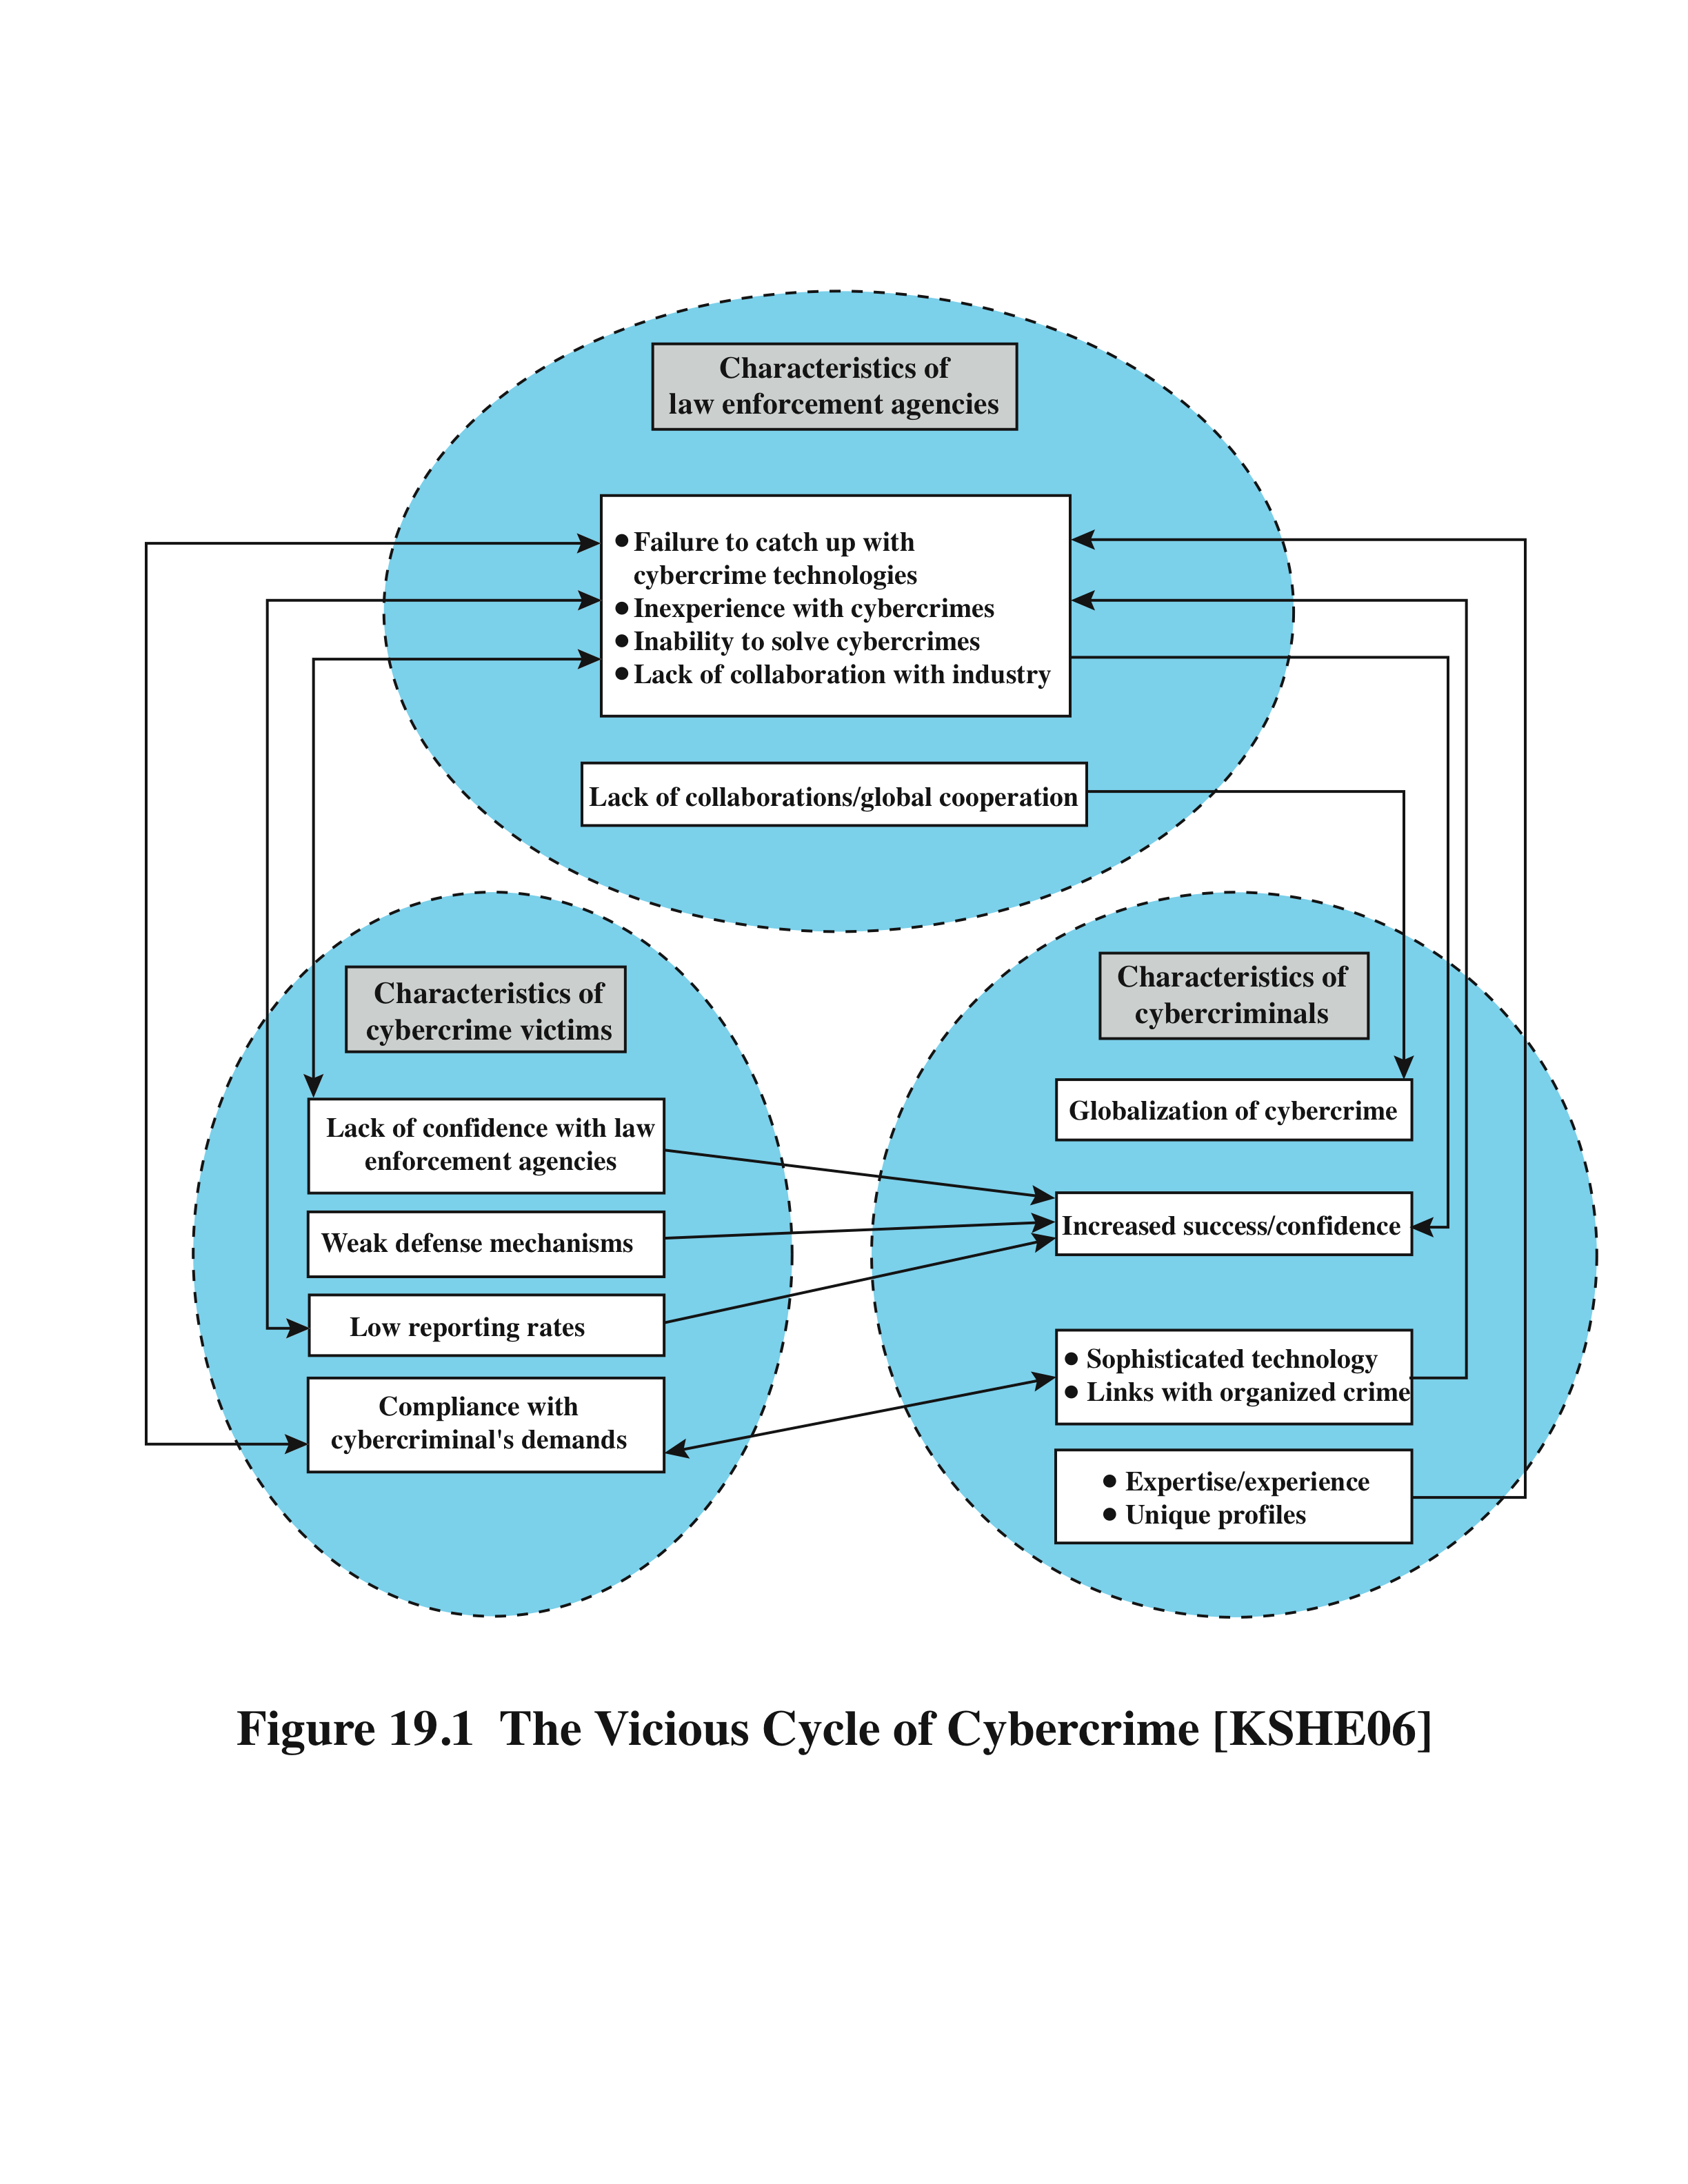 Characteristics of
law enforcement agencies
● Failure to catch up with
cybercrime technologies
● Inexperience with cybercrimes
● Inability to solve cybercrimes
● Lack of collaboration with industry
Lack of collaborations/global cooperation
Characteristics of
cybercrime victims
Lack of confidence with law
enforcement agencies
Weak defense mechanisms
Low reporting rates
Compliance with
cybercriminal's demands
Characteristics of
cybercriminals
Globalization of cybercrime
Increased success/confidence
● Sophisticated technology
● Links with organized crime
● Expertise/experience
● Unique profiles
Figure 19.1 The Vicious Cycle of Cybercrime [KSHE06]